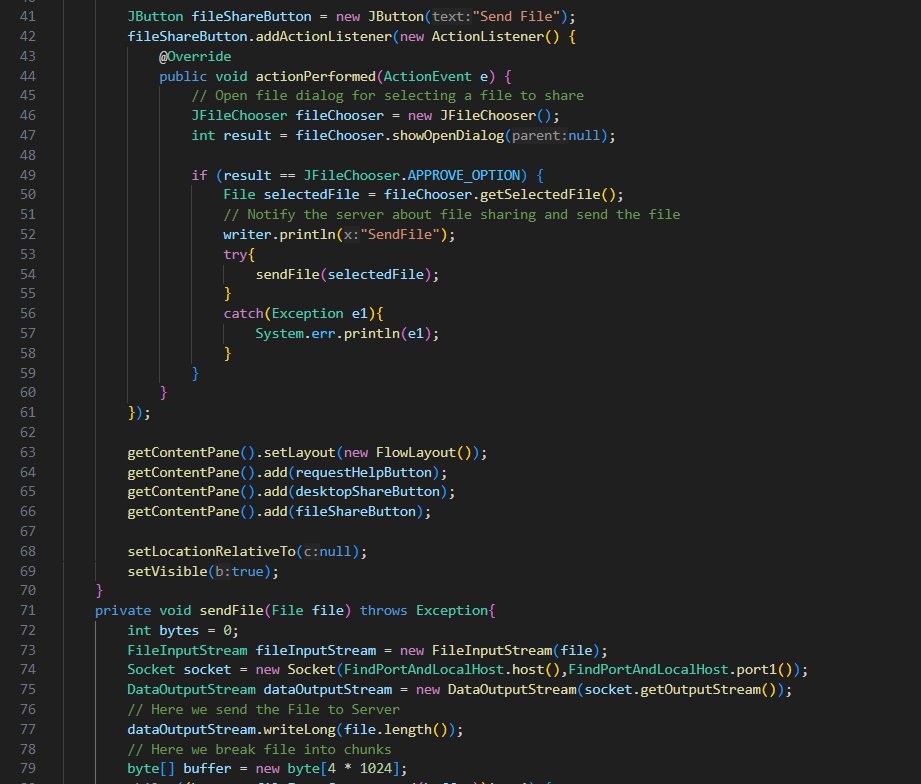 41 JButton fileShareButton = new JButton(text:"Send File");
42 fileShareButton.addActionListener(new ActionListener() {
43 @Override
44 public void actionPerformed(ActionEvent e) {
45 // Open file dialog for selecting a file to share
46 JFileChooser fileChooser = new JFileChooser();
47 int result = fileChooser.showOpenDialog(parent:null);
48
49 if (result == JFileChooser.APPROVE_OPTION) {
50 File selectedFile = fileChooser.getSelectedFile();
51 // Notify the server about file sharing and send the file
52 writer.println(x:"SendFile");
53 try{
54 sendFile(selectedFile);
55 }
56 catch(Exception e1){
57 System.err.println(e1);
58 }
59 }
60 }
61 });
62
63 getContentPane().setLayout(new FlowLayout());
64 getContentPane().add(requestHelpButton);
65 getContentPane().add(desktopShareButton);
66 getContentPane().add(fileShareButton);
67
68 setLocationRelativeTo(c:null);
69 setVisible(b:true);
70 }
71 private void sendFile(File file) throws Exception{
72 int bytes = 0;
73 FileInputStream fileInputStream = new FileInputStream(file);
74 Socket socket = new Socket(FindPortAndLocalHost.host(),FindPortAndLocalHost.port1());
75 DataOutputStream dataOutputStream = new DataOutputStream(socket.getOutputStream());
76 // Here we send the File to Server
77 dataOutputStream.writeLong(file.length());
78 // Here we break file into chunks
79 byte[] buffer = new byte[4 * 1024];